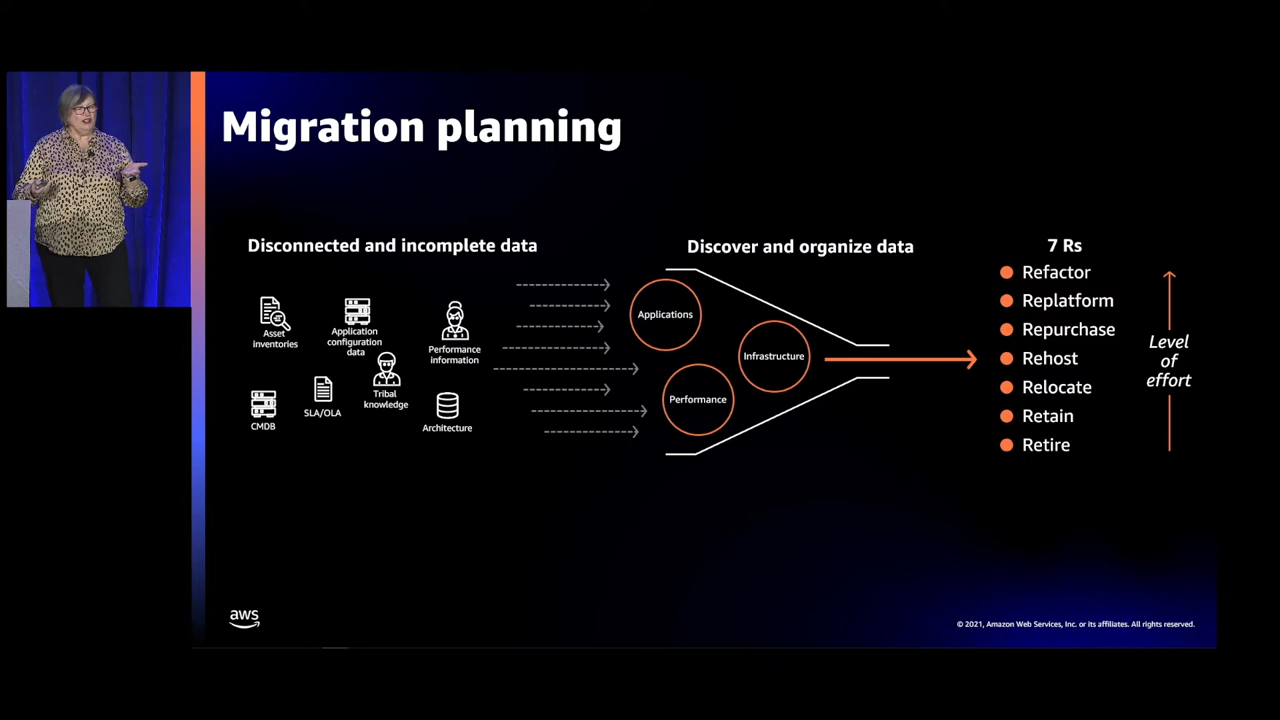 Migration planning
Disconnected and incomplete data
Asset
inventories
Application
configuration
data
Performance
information
CMDB
SLA/OLA
Tribal
knowledge
Architecture
Discover and organize data
Applications
Infrastructure
Performance
7 Rs
Refactor
Replatform
Repurchase
Rehost
Relocate
Retain
Retire
Level
of
effort
aws
© 2021, Amazon Web Services, Inc. or its affiliates. All rights reserved.